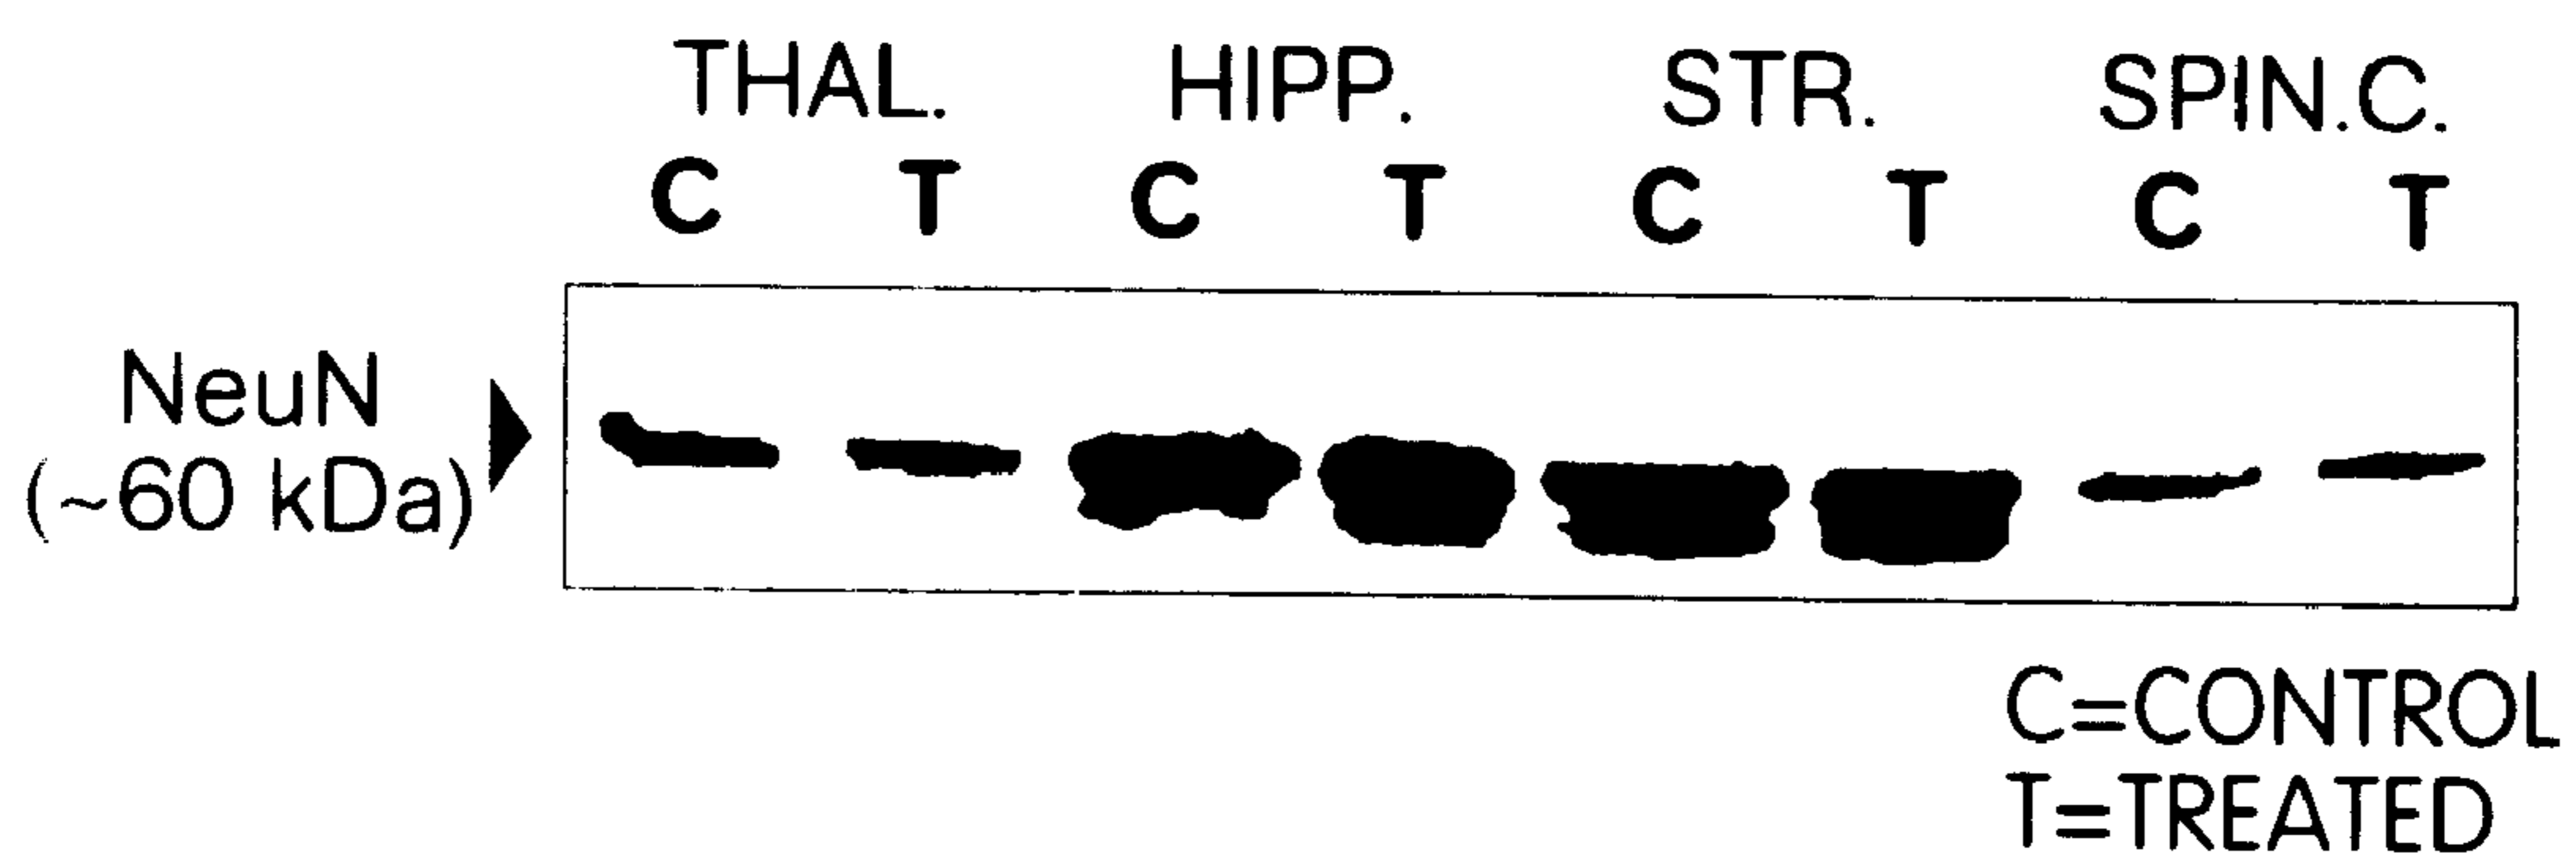 THAL. HIPP. STR. SPIN.C.
C T C T C T C T
NeuN
(~60 kDa)
C=CONTROL
T=TREATED